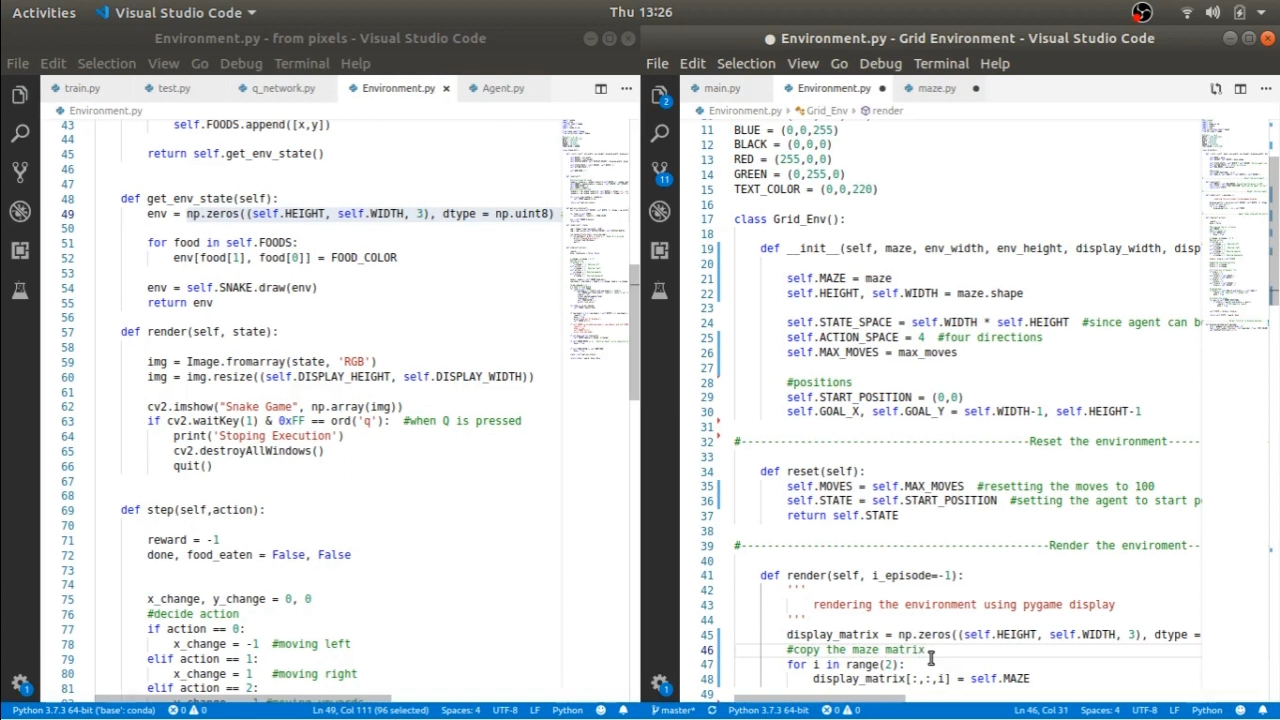 Activities Visual Studio Code Thu 13:26
Environment.py - from pixels - Visual Studio Code
File Edit Selection View Go Debug Terminal Help
train.py test.py q_network.py Environment.py Agent.py
Environment.py
43 self.FOODS.append([x,y])
44
45 return self.get_env_state()
46
47
48 def get_env_state(self):
49 env = np.zeros((self.HEIGHT, self.WIDTH, 3), dtype = np.uint8)
50
51 for food in self.FOODS:
52 env[food[1], food[0]] = FOOD_COLOR
53
54 env = self.SNAKE.draw(env)
55 return env
56
57 def render(self, state):
58
59 img = Image.fromarray(state, 'RGB')
60 img = img.resize((self.DISPLAY_HEIGHT, self.DISPLAY_WIDTH))
61
62 cv2.imshow("Snake Game", np.array(img))
63 if cv2.waitKey(1) & 0xFF == ord('q'): #when Q is pressed
64 print('Stoping Execution')
65 cv2.destroyAllWindows()
66 quit()
67
68
69 def step(self,action):
70
71 reward = -1
72 done, food_eaten = False, False
73
74
75 x_change, y_change = 0, 0
76 #decide action
77 if action == 0:
78 x_change = -1 #moving left
79 elif action == 1:
80 x_change = 1 #moving right
81 elif action == 2:
1 Python 3.7.3 64-bit ('base': conda) 0 0 Ln 49, Col 111 (96 selected) Spaces: 4 UTF-8 LF Python 1
Environment.py - Grid Environment - Visual Studio Code
File Edit Selection View Go Debug Terminal Help
main.py Environment.py maze.py
2 Environment.py Grid_Env render
11 BLUE = (0,0,255)
12 BLACK = (0,0,0)
13 RED = (255,0,0)
14 GREEN = (0,255,0)
15 TEXT_COLOR = (0,0,220)
16
17 class Grid_Env():
18
19 def __init__(self, maze, env_width, env_height, display_width, disp
20
21 self.MAZE = maze
22 self.HEIGHT, self.WIDTH = maze.shape
23
24 self.STATE_SPACE = self.WIDTH * self.HEIGHT #since agent can b
25 self.ACTION_SPACE = 4 #four directions
26 self.MAX_MOVES = max_moves
27
28 #positions
29 self.START_POSITION = (0,0)
30 self.GOAL_X, self.GOAL_Y = self.WIDTH-1, self.HEIGHT-1
31
32 #--------------------------------------------Reset the environment-----
33
34 def reset(self):
35 self.MOVES = self.MAX_MOVES #resetting the moves to 100
36 self.STATE = self.START_POSITION #setting the agent to start p
37 return self.STATE
38
39 #-----------------------------------------------Render the enviroment--
40
41 def render(self, i_episode=-1):
42 '''
43 rendering the environment using pygame display
44 '''
45 display_matrix = np.zeros((self.HEIGHT, self.WIDTH, 3), dtype =
46 #copy the maze matrix
47 for i in range(2):
48 display_matrix[:,:,i] = self.MAZE
49
11
1 master* Python 3.7.3 64-bit 0 0 Ln 46, Col 31 Spaces: 4 UTF-8 LF Python